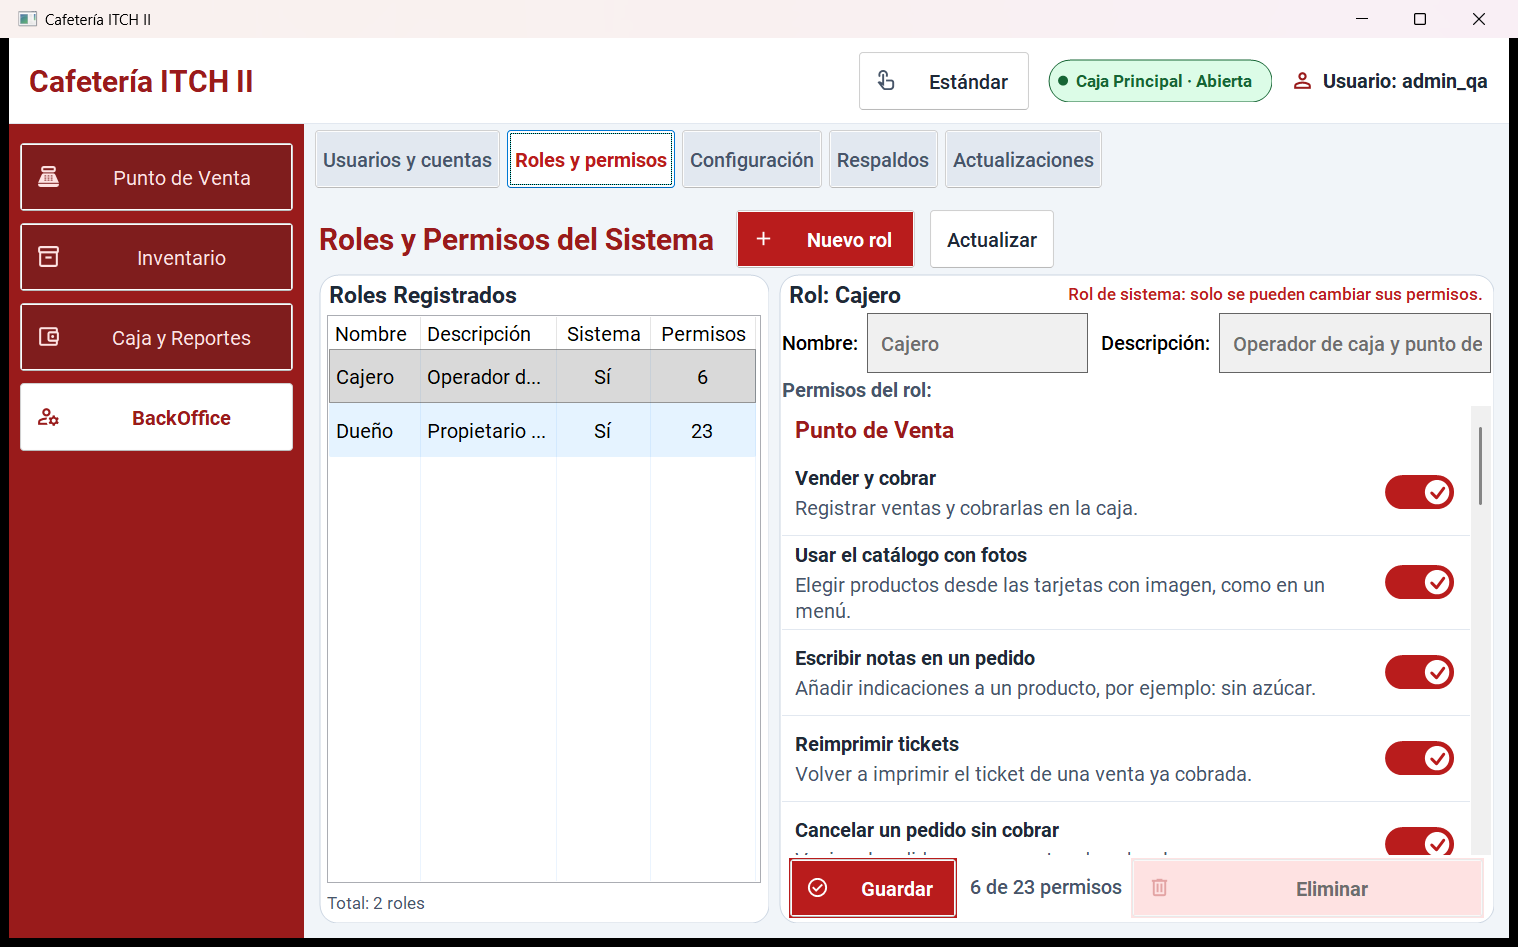 Cafetería ITCH II
Cafetería ITCH II
Estándar
Caja Principal · Abierta
Usuario: admin_qa
Punto de Venta
Inventario
Caja y Reportes
BackOffice
Usuarios y cuentas
Roles y permisos
Configuración
Respaldos
Actualizaciones
Roles y Permisos del Sistema
+ Nuevo rol
Actualizar
Roles Registrados
Nombre Descripción Sistema Permisos
Cajero Operador d... Sí 6
Dueño Propietario ... Sí 23
Total: 2 roles
Rol: Cajero
Rol de sistema: solo se pueden cambiar sus permisos.
Nombre: Cajero
Descripción: Operador de caja y punto de
Permisos del rol:
Punto de Venta
Vender y cobrar
Registrar ventas y cobrarlas en la caja.
Usar el catálogo con fotos
Elegir productos desde las tarjetas con imagen, como en un
menú.
Escribir notas en un pedido
Añadir indicaciones a un producto, por ejemplo: sin azúcar.
Reimprimir tickets
Volver a imprimir el ticket de una venta ya cobrada.
Cancelar un pedido sin cobrar
Guardar
6 de 23 permisos
Eliminar